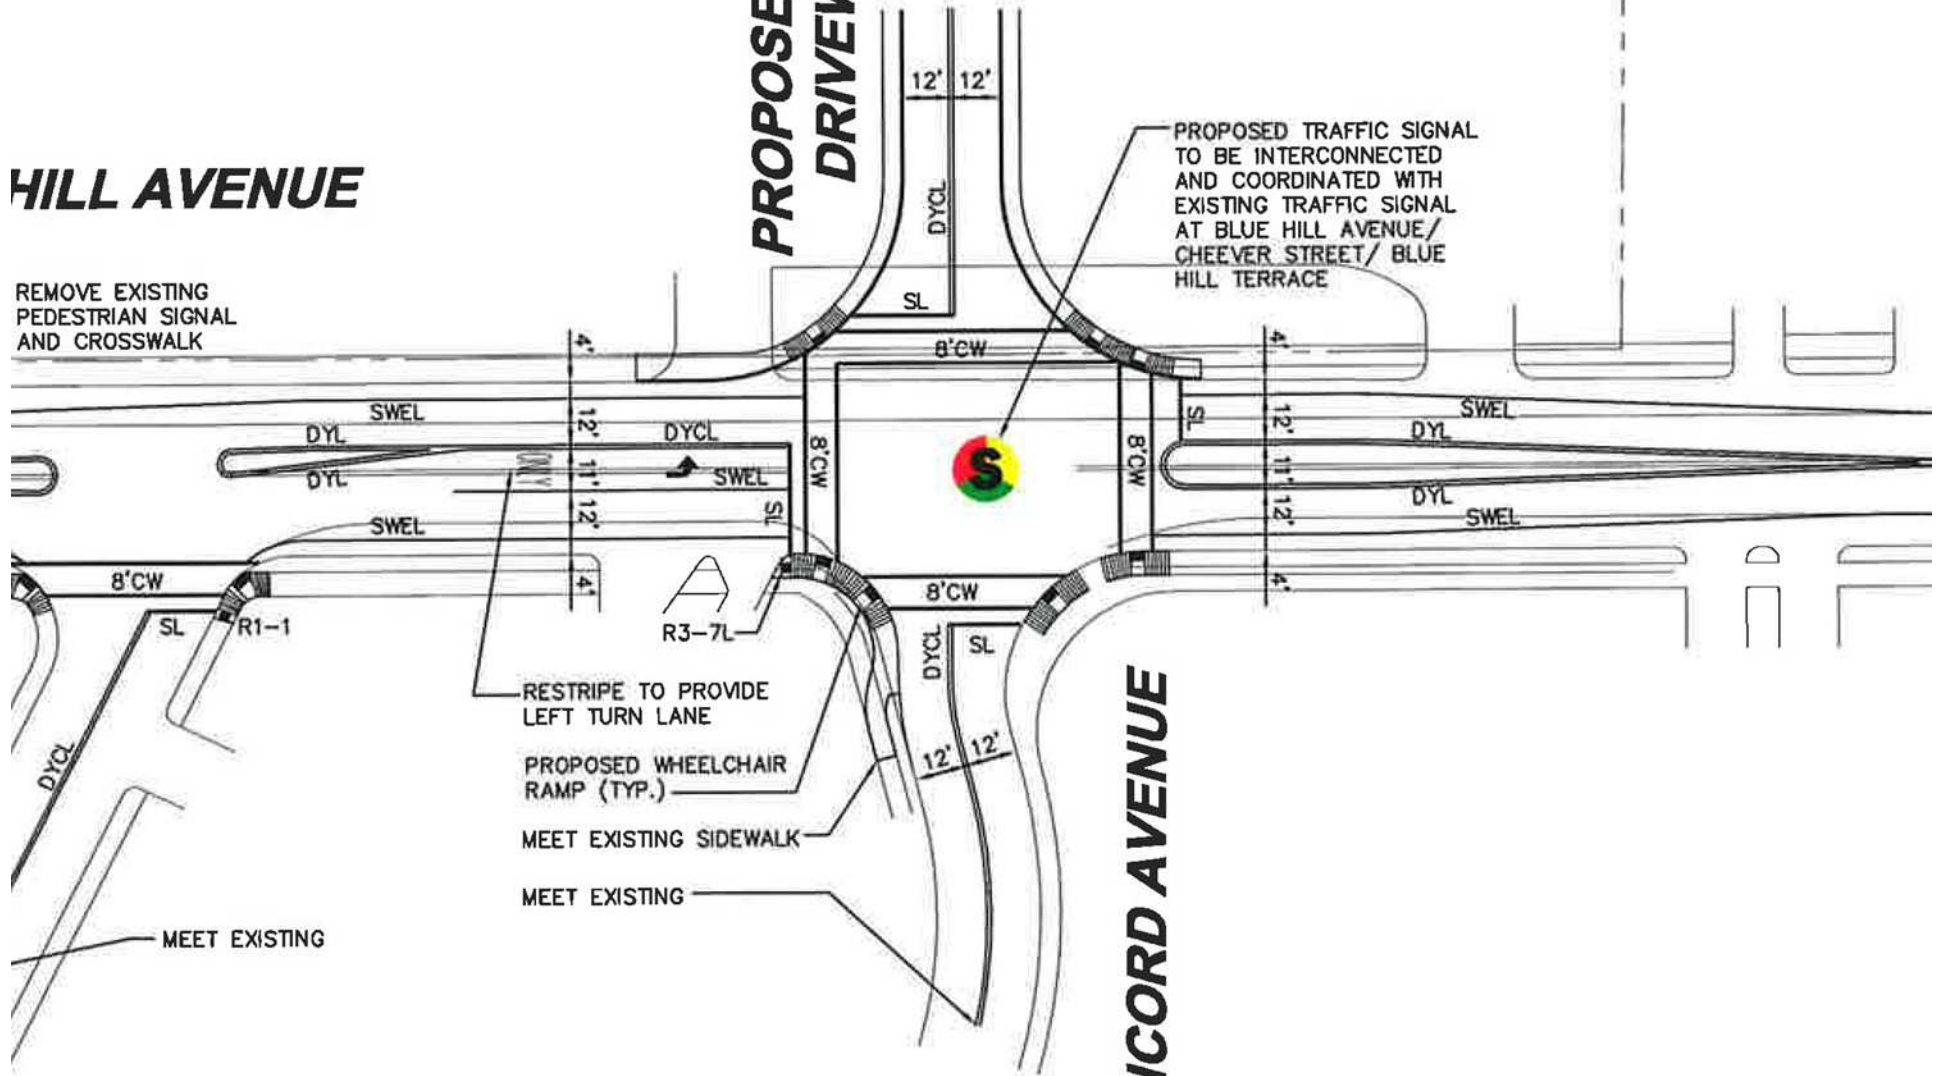 PROPOSE
DRIVEW
HILL AVENUE
REMOVE EXISTING
PEDESTRIAN SIGNAL
AND CROSSWALK
12' 12'
DYCL
SL
PROPOSED TRAFFIC SIGNAL
TO BE INTERCONNECTED
AND COORDINATED WITH
EXISTING TRAFFIC SIGNAL
AT BLUE HILL AVENUE/
CHEEVER STREET/ BLUE
HILL TERRACE
8'CW
4'
12'
11'
12'
4'
SWEL
DYL
DYL
DYCL
ONLY
SWEL
SL
SWEL
8'CW
S
8'CW
SL
4'
12'
11'
12'
4'
SWEL
DYL
DYL
SWEL
8'CW
SL
R1-1
DYCL
R3-7L
8'CW
DYCL
SL
12' 12'
RESTRIPE TO PROVIDE
LEFT TURN LANE
PROPOSED WHEELCHAIR
RAMP (TYP.)
MEET EXISTING SIDEWALK
MEET EXISTING
MEET EXISTING
ICORD AVENUE